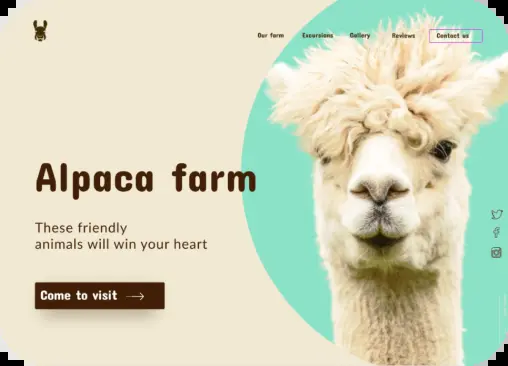 Our farm
Excursions
Gallery
Reviews
Contact us
Alpaca farm
These friendly
animals will win your heart
Come to visit